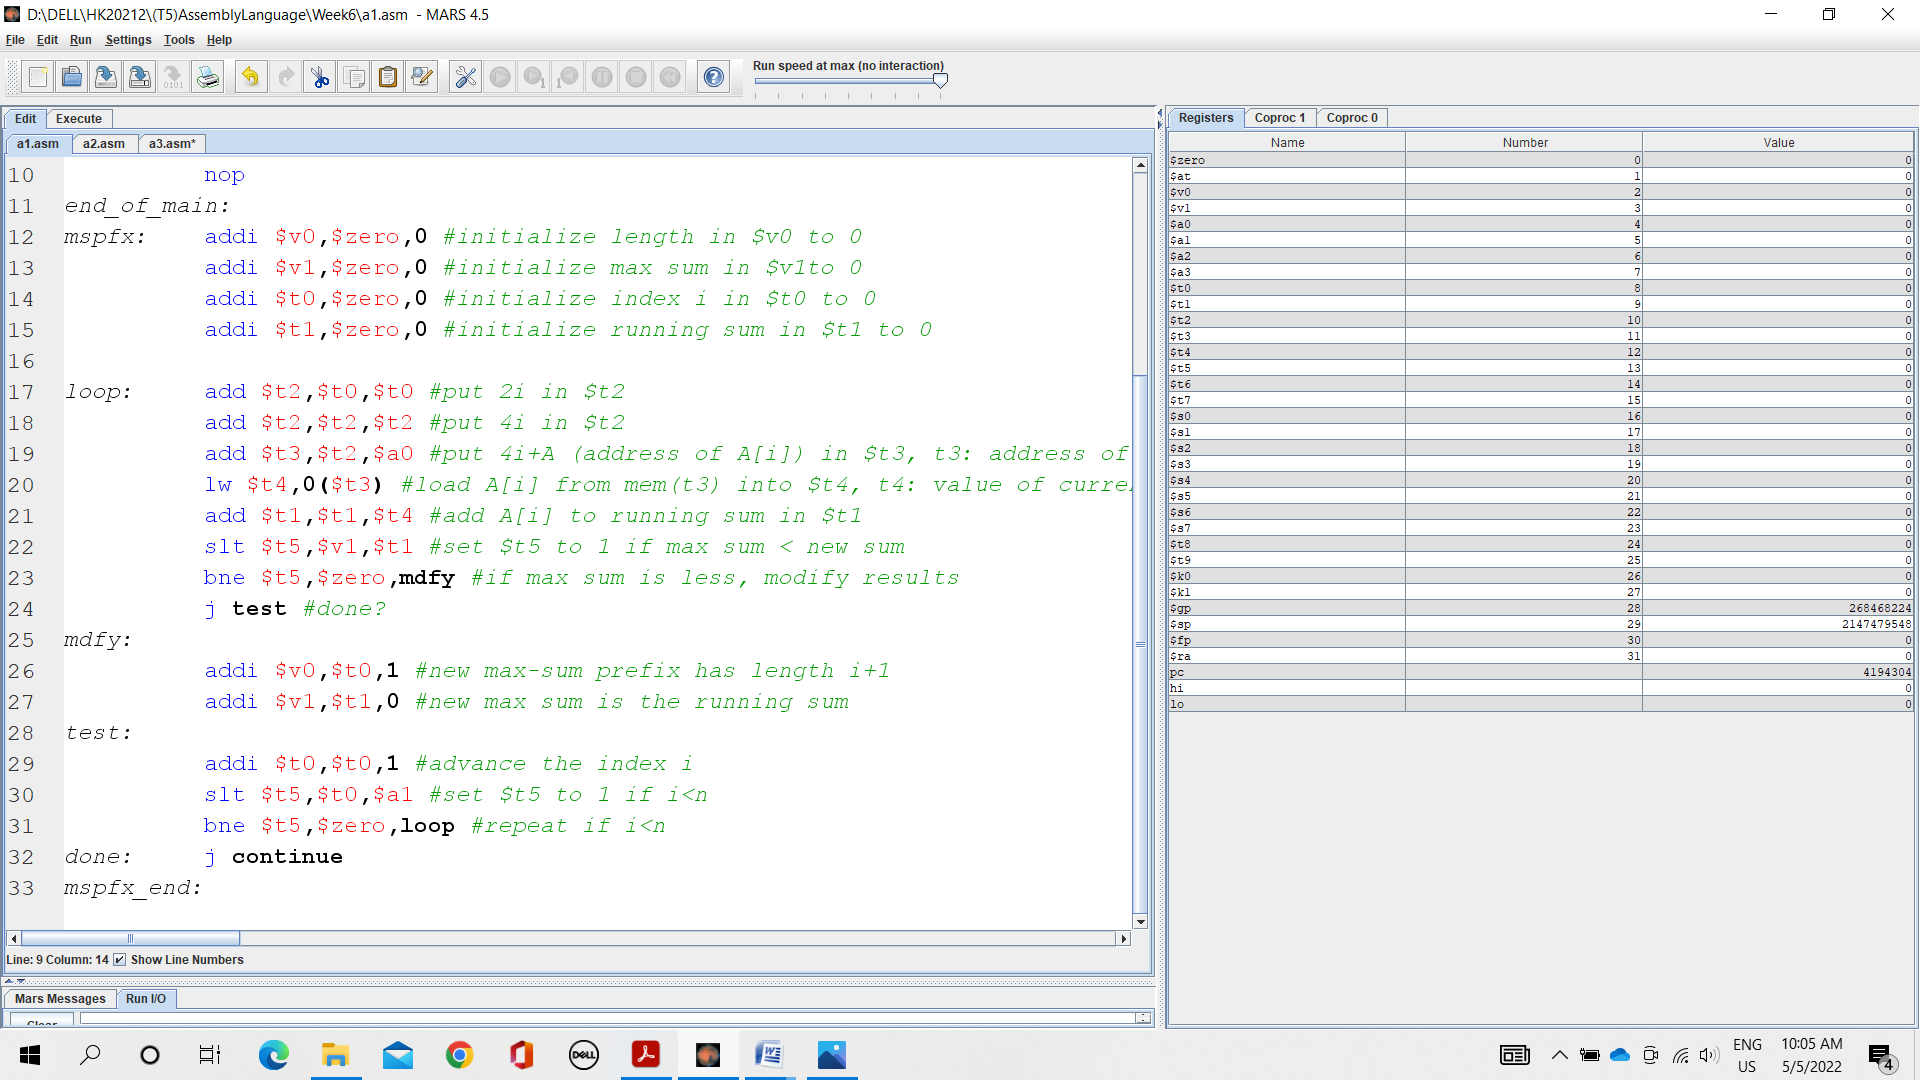 D:\DELL\HK20212\(T5)AssemblyLanguage\Week6\a1.asm - MARS 4.5
File Edit Run Settings Tools Help
Run speed at max (no interaction)
Edit Execute
a1.asm a2.asm a3.asm*
10 nop
11 end_of_main:
12 mspfx: addi $v0,$zero,0 #initialize length in $v0 to 0
13 addi $v1,$zero,0 #initialize max sum in $v1to 0
14 addi $t0,$zero,0 #initialize index i in $t0 to 0
15 addi $t1,$zero,0 #initialize running sum in $t1 to 0
16
17 loop: add $t2,$t0,$t0 #put 2i in $t2
18 add $t2,$t2,$t2 #put 4i in $t2
19 add $t3,$t2,$a0 #put 4i+A (address of A[i]) in $t3, t3: address of
20 lw $t4,0($t3) #load A[i] from mem(t3) into $t4, t4: value of curre
21 add $t1,$t1,$t4 #add A[i] to running sum in $t1
22 slt $t5,$v1,$t1 #set $t5 to 1 if max sum < new sum
23 bne $t5,$zero,mdfy #if max sum is less, modify results
24 j test #done?
25 mdfy:
26 addi $v0,$t0,1 #new max-sum prefix has length i+1
27 addi $v1,$t1,0 #new max sum is the running sum
28 test:
29 addi $t0,$t0,1 #advance the index i
30 slt $t5,$t0,$a1 #set $t5 to 1 if i<n
31 bne $t5,$zero,loop #repeat if i<n
32 done: j continue
33 mspfx_end:
Line: 9 Column: 14 Show Line Numbers
Mars Messages Run I/O
Clear
Registers Coproc 1 Coproc 0
Name Number Value
$zero 0 0
$at 1 0
$v0 2 0
$v1 3 0
$a0 4 0
$a1 5 0
$a2 6 0
$a3 7 0
$t0 8 0
$t1 9 0
$t2 10 0
$t3 11 0
$t4 12 0
$t5 13 0
$t6 14 0
$t7 15 0
$s0 16 0
$s1 17 0
$s2 18 0
$s3 19 0
$s4 20 0
$s5 21 0
$s6 22 0
$s7 23 0
$t8 24 0
$t9 25 0
$k0 26 0
$k1 27 0
$gp 28 268468224
$sp 29 2147479548
$fp 30 0
$ra 31 0
pc 4194304
hi 0
lo 0
DELL
ENG
US
10:05 AM
5/5/2022
4